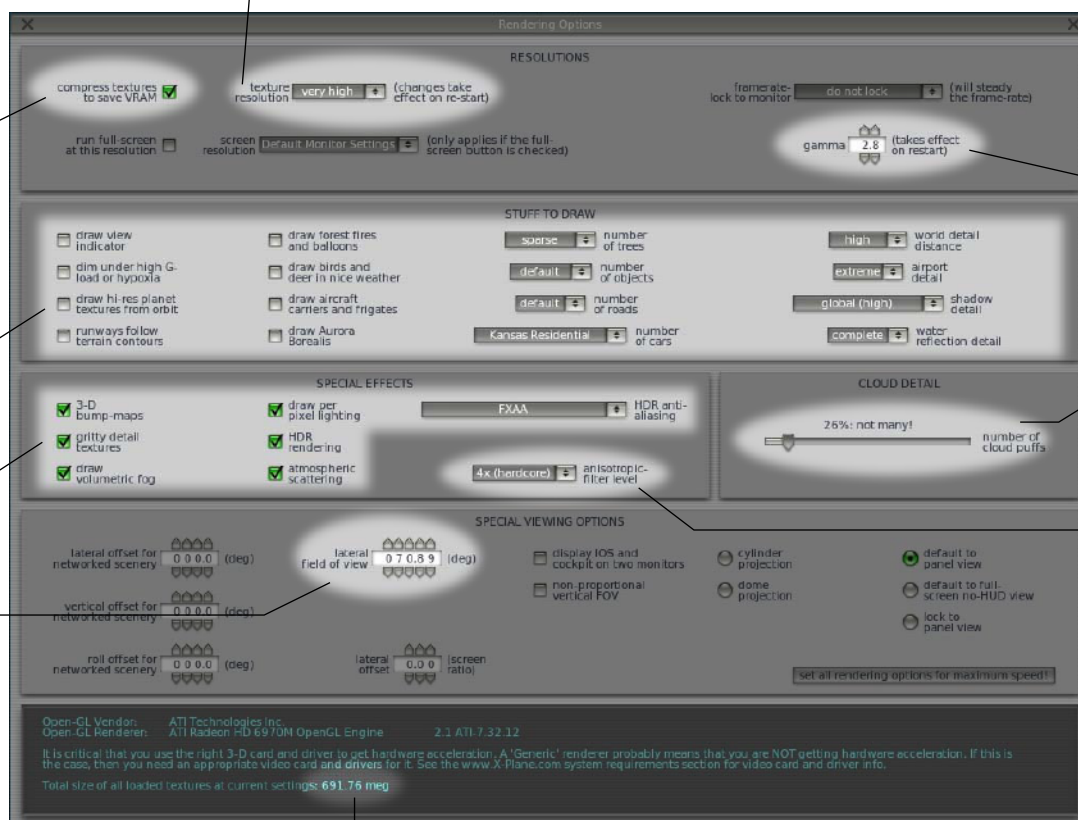 Rendering Options
RESOLUTIONS
compress textures
to save VRAM
texture
resolution
very high
(changes take
effect on re-start)
framerate-
lock to monitor
do not lock
(will steady
the frame-rate)
run full-screen
at this resolution
screen
resolution
Default Monitor Settings
(only applies if the full-
screen button is checked)
gamma
2.8
(takes effect
on restart)
STUFF TO DRAW
draw view
indicator
draw forest fires
and balloons
sparse
number
of trees
high
world detail
distance
dim under high G-
load or hypoxia
draw birds and
deer in nice weather
default
number
of objects
extreme
airport
detail
draw hi-res planet
textures from orbit
draw aircraft
carriers and frigates
default
number
of roads
global (high)
shadow
detail
runways follow
terrain contours
draw Aurora
Borealis
Kansas Residential
number
of cars
complete
water
reflection detail
SPECIAL EFFECTS
3-D
bump-maps
draw per
pixel lighting
FXAA
HDR anti-
aliasing
gritty detail
textures
HDR
rendering
draw
volumetric fog
atmospheric
scattering
4x (hardcore)
anisotropic-
filter level
CLOUD DETAIL
26%: not many!
number of
cloud puffs
SPECIAL VIEWING OPTIONS
lateral offset for
networked scenery
0 0 0.0
(deg)
lateral
field of view
0 7 0.8 9
(deg)
display IOS and
cockpit on two monitors
cylinder
projection
default to
panel view
vertical offset for
networked scenery
0 0 0.0
(deg)
non-proportional
vertical FOV
dome
projection
default to full-
screen no-HUD view
lock to
panel view
roll offset for
networked scenery
0 0 0.0
(deg)
lateral
offset
0.0 0
(screen
ratio)
set all rendering options for maximum speed!
Open-GL Vendor: ATI Technologies Inc.
Open-GL Renderer: ATI Radeon HD 6970M OpenGL Engine 2.1 ATI-7.32.12
It is critical that you use the right 3-D card and driver to get hardware acceleration. A 'Generic' renderer probably means that you are NOT getting hardware acceleration. If this is
the case, then you need an appropriate video card and drivers for it. See the www.X-Plane.com system requirements section for video card and driver info.
Total size of all loaded textures at current settings: 691.76 meg